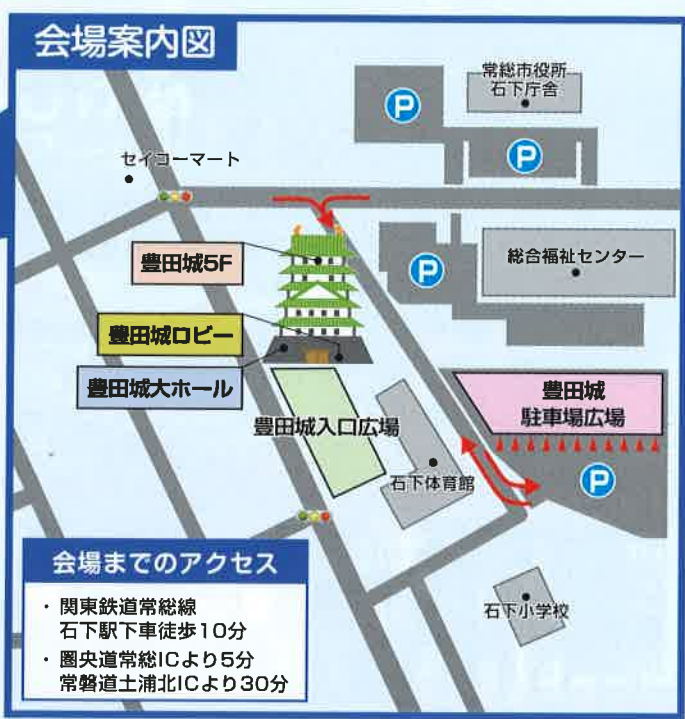 会場案内図
常総市役所
石下庁舎
P
セイコーマート
P
豊田城5F
総合福祉センター
P
豊田城ロビー
豊田城大ホール
豊田城
駐車場広場
豊田城入口広場
石下体育館
P
会場までのアクセス
・関東鉄道常総線
石下駅下車徒歩10分
・圏央道常総ICより5分
常磐道土浦北ICより30分
石下小学校